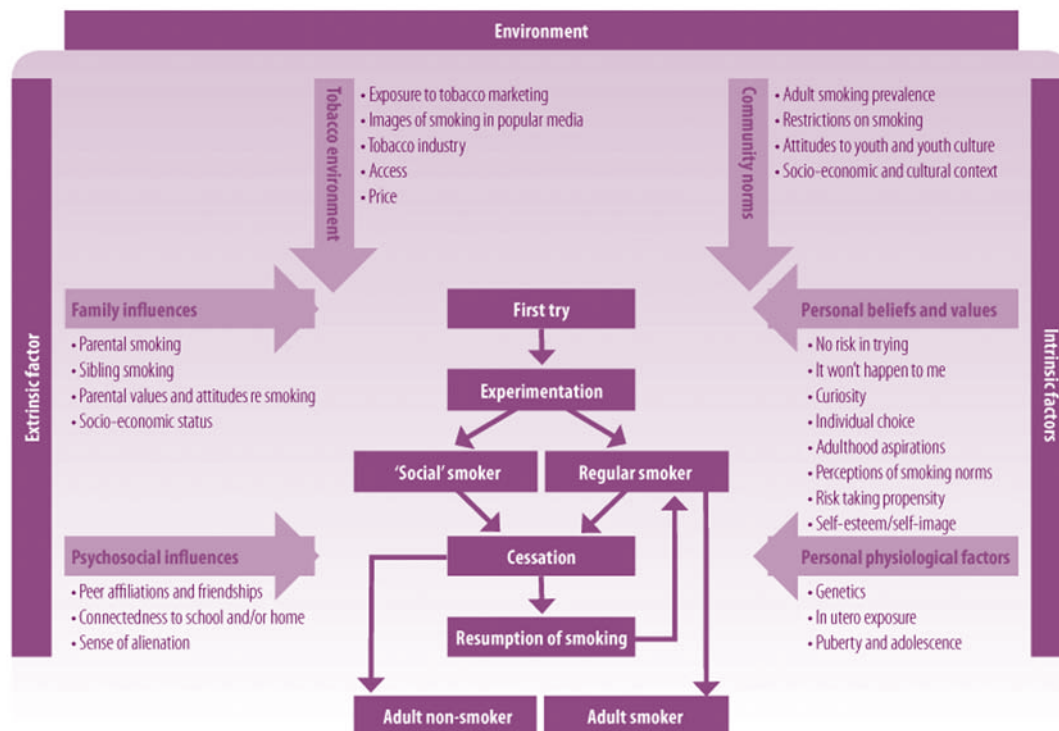 Environment
Tobacco environment
• Exposure to tobacco marketing
• Images of smoking in popular media
• Tobacco industry
• Access
• Price
Community norms
• Adult smoking prevalence
• Restrictions on smoking
• Attitudes to youth and youth culture
• Socio-economic and cultural context
Extrinsic factor
Family influences
• Parental smoking
• Sibling smoking
• Parental values and attitudes re smoking
• Socio-economic status
Psychosocial influences
• Peer affiliations and friendships
• Connectedness to school and/or home
• Sense of alienation
First try
Experimentation
‘Social’ smoker
Regular smoker
Cessation
Resumption of smoking
Adult non-smoker
Adult smoker
Personal beliefs and values
• No risk in trying
• It won’t happen to me
• Curiosity
• Individual choice
• Adulthood aspirations
• Perceptions of smoking norms
• Risk taking propensity
• Self-esteem/self-image
Personal physiological factors
• Genetics
• In utero exposure
• Puberty and adolescence
Intrinsic factors